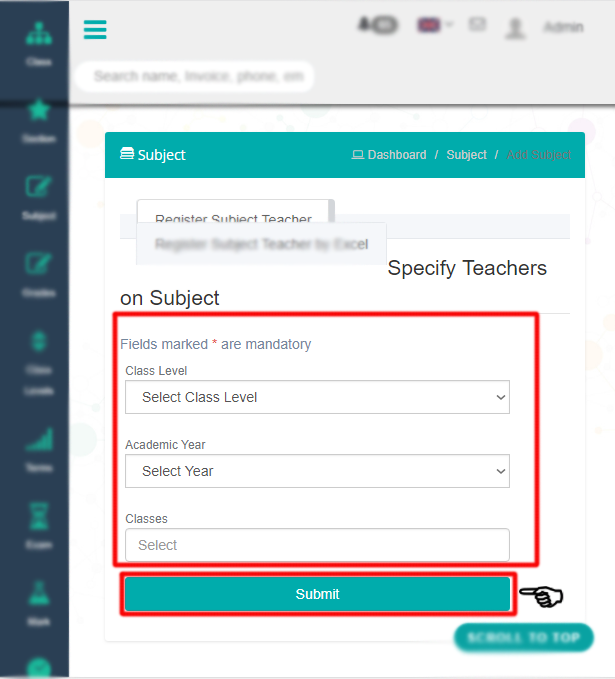 Class
Admin
Search name, Invoice, phone, em
Section
Subject
Grades
Class
Levels
Terms
Exam
Mark
Subject
Dashboard / Subject / Add Subject
Register Subject Teacher
Register Subject Teacher by Excel
Specify Teachers
on Subject
Fields marked * are mandatory
Class Level
Select Class Level
Academic Year
Select Year
Classes
Select
Submit
SCROLL TO TOP